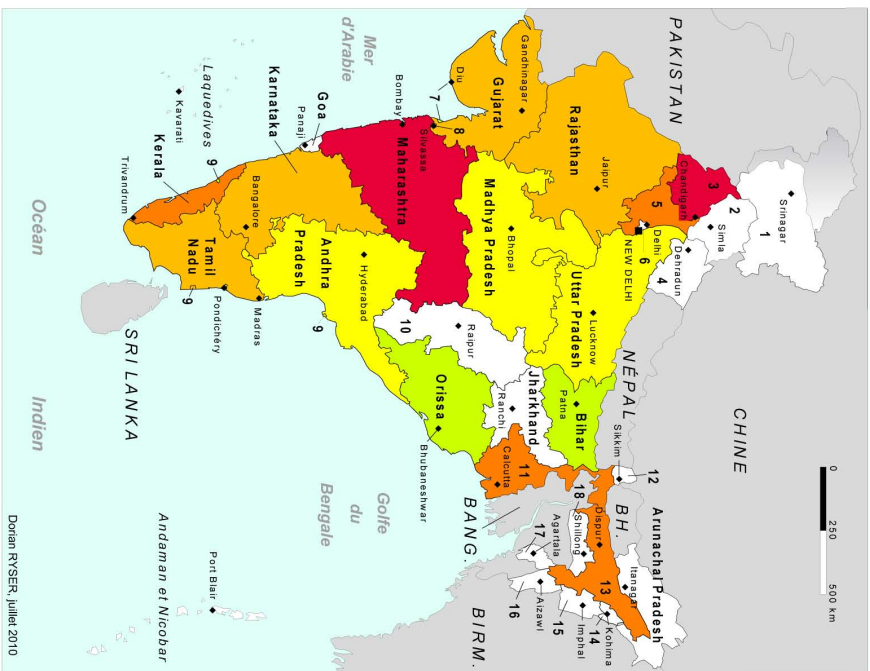 PAKISTAN
CHINE
NÉPAL
BH.
BANG.
BIRM.
SRI LANKA
Mer
d'Arabie
Océan
Indien
Golfe
du
Bengale
Laquedives
Kavarati
Andaman et Nicobar
Port Blair
Srinagar
1
2
Simla
3
Chandigarh
4
Dehradun
5
Delhi
6
NEW DELHI
Rajasthan
Jaipur
Gujarat
Gandhinagar
Diu
7
8
Silvassa
Uttar Pradesh
Lucknow
Madhya Pradesh
Bhopal
Bihar
Patna
Jharkhand
Ranchi
10
Raipur
Orissa
Bhubaneshwar
11
Calcutta
12
Sikkim
Arunachal Pradesh
Itanagar
13
Dispur
14
Kohima
15
Imphal
16
Aizawl
17
Agartala
18
Shillong
Maharashtra
Bombay
Goa
Panaji
Karnataka
Bangalore
Andhra
Pradesh
Hyderabad
9
Kerala
Trivandrum
9
Tamil
Nadu
Madras
Pondichéry
9
0
250
500 km
Dorian RYSER, juillet 2010